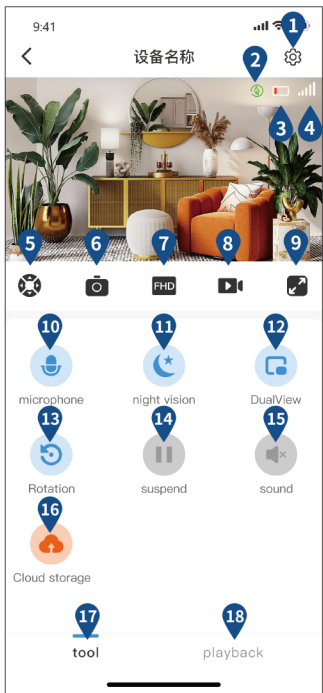 1
9:41
2
设备名称
3
4
5
6
7
8
9
FHD
10
11
12
microphone
night vision
DualView
13
14
15
Rotation
suspend
sound
16
Cloud storage
17
18
tool
playback